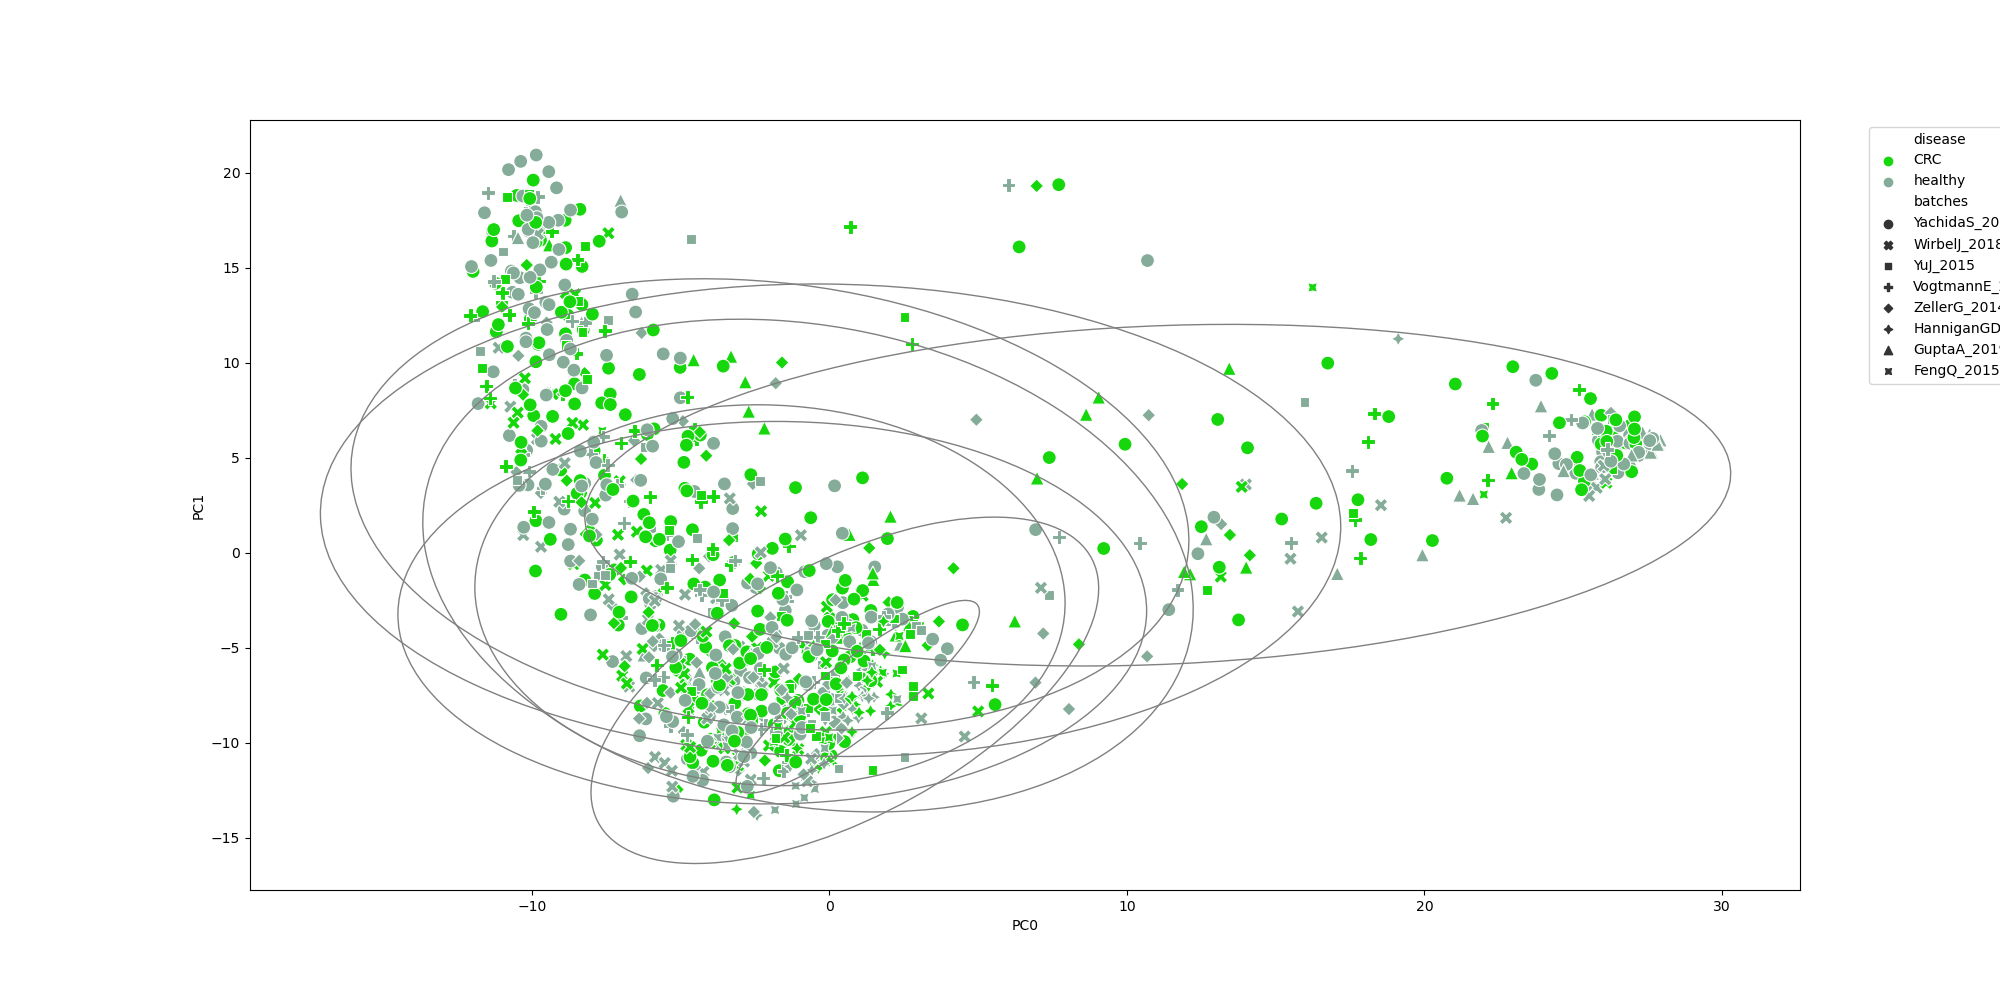 disease
CRC
healthy
batches
YachidaS_20
WirbelJ_2018
YuJ_2015
VogtmannE_
ZellerG_2014
HanniganGD
GuptaA_201
FengQ_2015
20
15
10
5
0
−5
−10
−15
PC1
−10
0
10
20
30
PC0